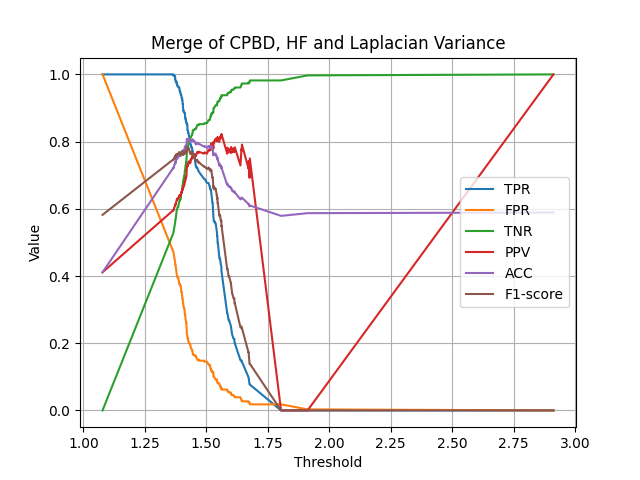 Merge of CPBD, HF and Laplacian Variance
1.0
0.8
0.6
0.4
0.2
0.0
Value
TPR
FPR
TNR
PPV
ACC
F1-score
1.00 1.25 1.50 1.75 2.00 2.25 2.50 2.75 3.00
Threshold